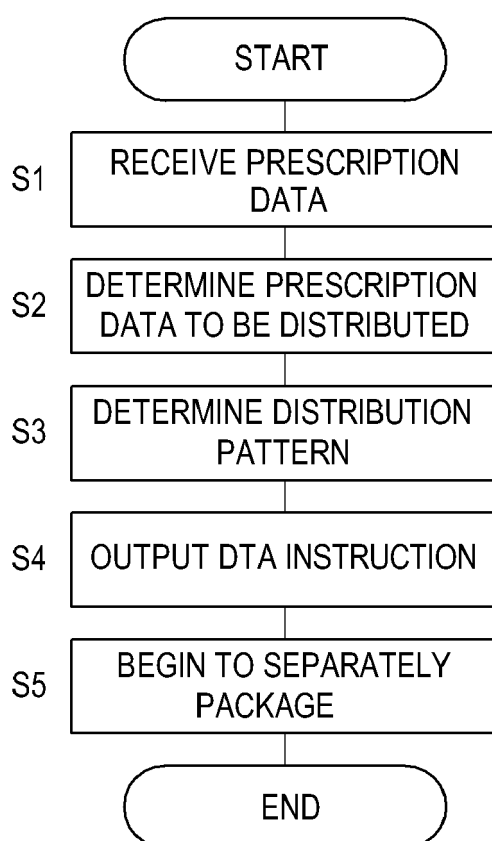 START
S1
RECEIVE PRESCRIPTION
DATA
S2
DETERMINE PRESCRIPTION
DATA TO BE DISTRIBUTED
S3
DETERMINE DISTRIBUTION
PATTERN
S4
OUTPUT DTA INSTRUCTION
S5
BEGIN TO SEPARATELY
PACKAGE
END